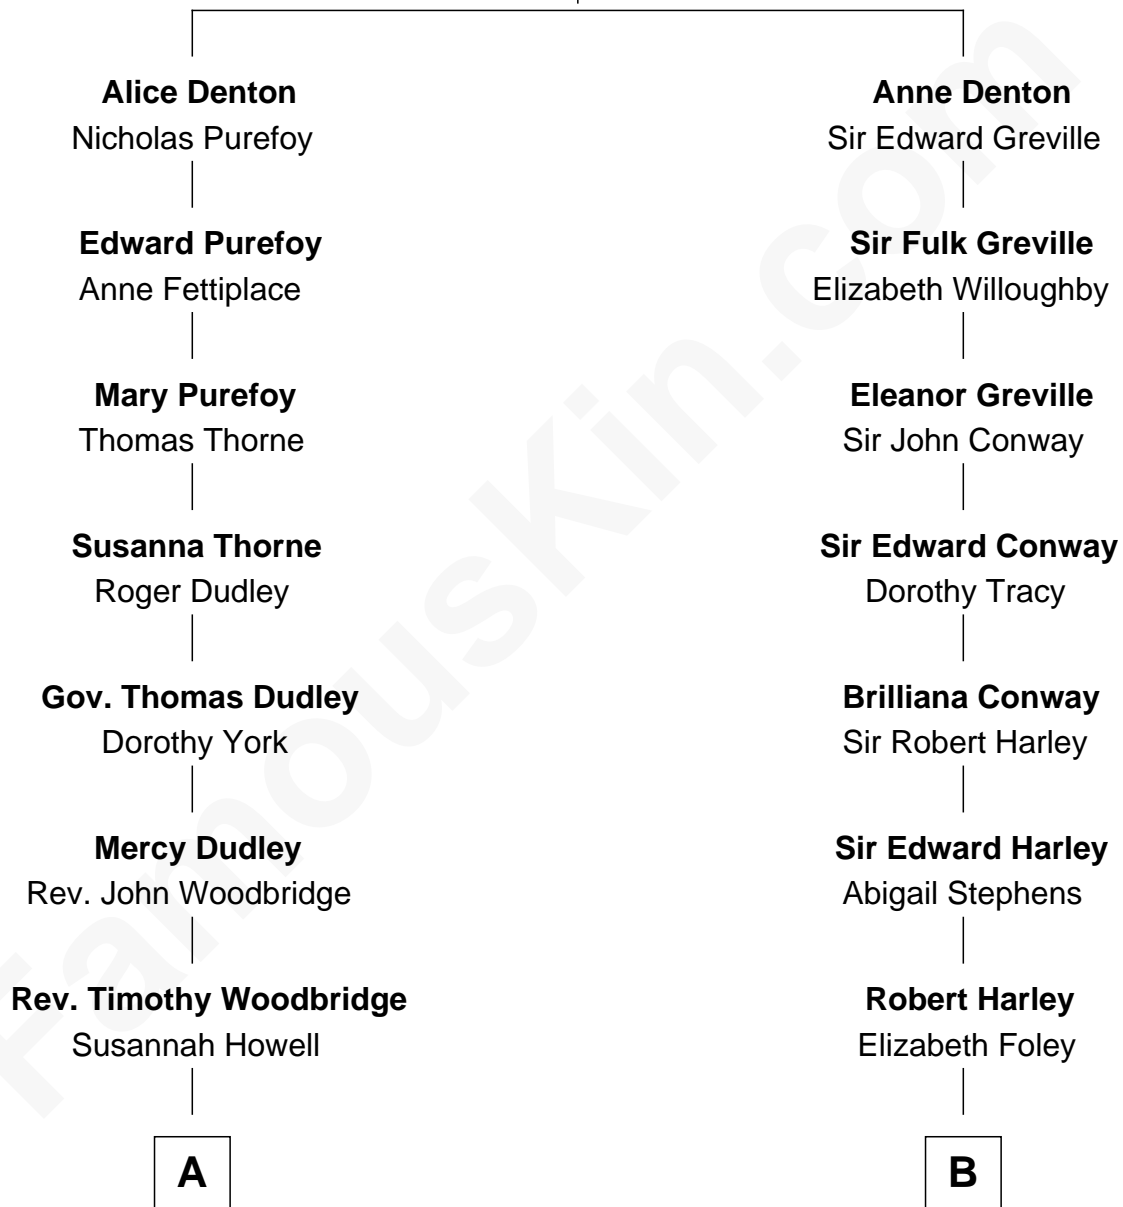 Alice Denton
Nicholas Purefoy
Edward Purefoy
Anne Fettiplace
Mary Purefoy
Thomas Thorne
Susanna Thorne
Roger Dudley
Gov. Thomas Dudley
Dorothy York
Mercy Dudley
Rev. John Woodbridge
Rev. Timothy Woodbridge
Susannah Howell
A
Anne Denton
Sir Edward Greville
Sir Fulk Greville
Elizabeth Willoughby
Eleanor Greville
Sir John Conway
Sir Edward Conway
Dorothy Tracy
Brilliana Conway
Sir Robert Harley
Sir Edward Harley
Abigail Stephens
Robert Harley
Elizabeth Foley
B
FamousKin.com